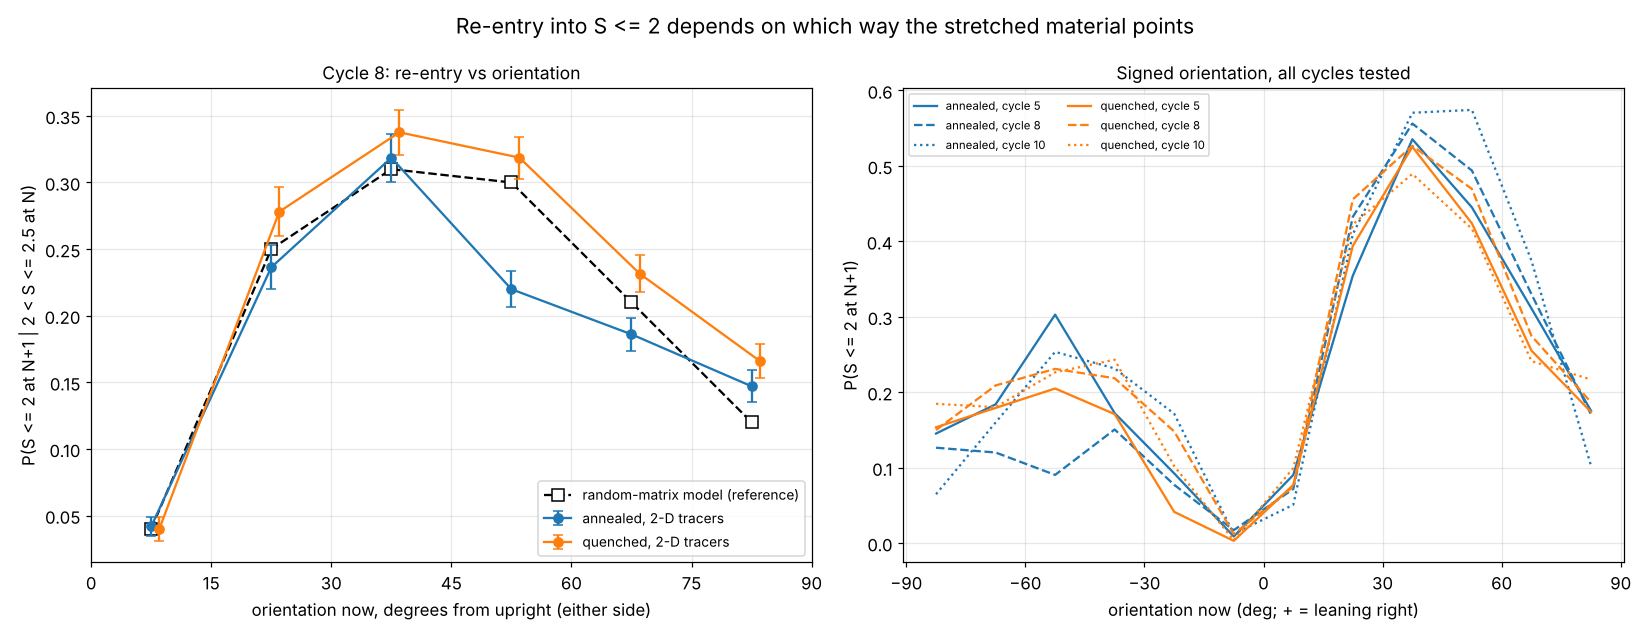 Re-entry into S <= 2 depends on which way the stretched material points
Cycle 8: re-entry vs orientation
P(S <= 2 at N+1 | 2 < S <= 2.5 at N)
0.35
0.30
0.25
0.20
0.15
0.10
0.05
0
15
30
45
60
75
90
orientation now, degrees from upright (either side)
random-matrix model (reference)
annealed, 2-D tracers
quenched, 2-D tracers
Signed orientation, all cycles tested
P(S <= 2 at N+1)
0.6
0.5
0.4
0.3
0.2
0.1
0.0
−90
−60
−30
0
30
60
90
orientation now (deg; + = leaning right)
annealed, cycle 5
annealed, cycle 8
annealed, cycle 10
quenched, cycle 5
quenched, cycle 8
quenched, cycle 10